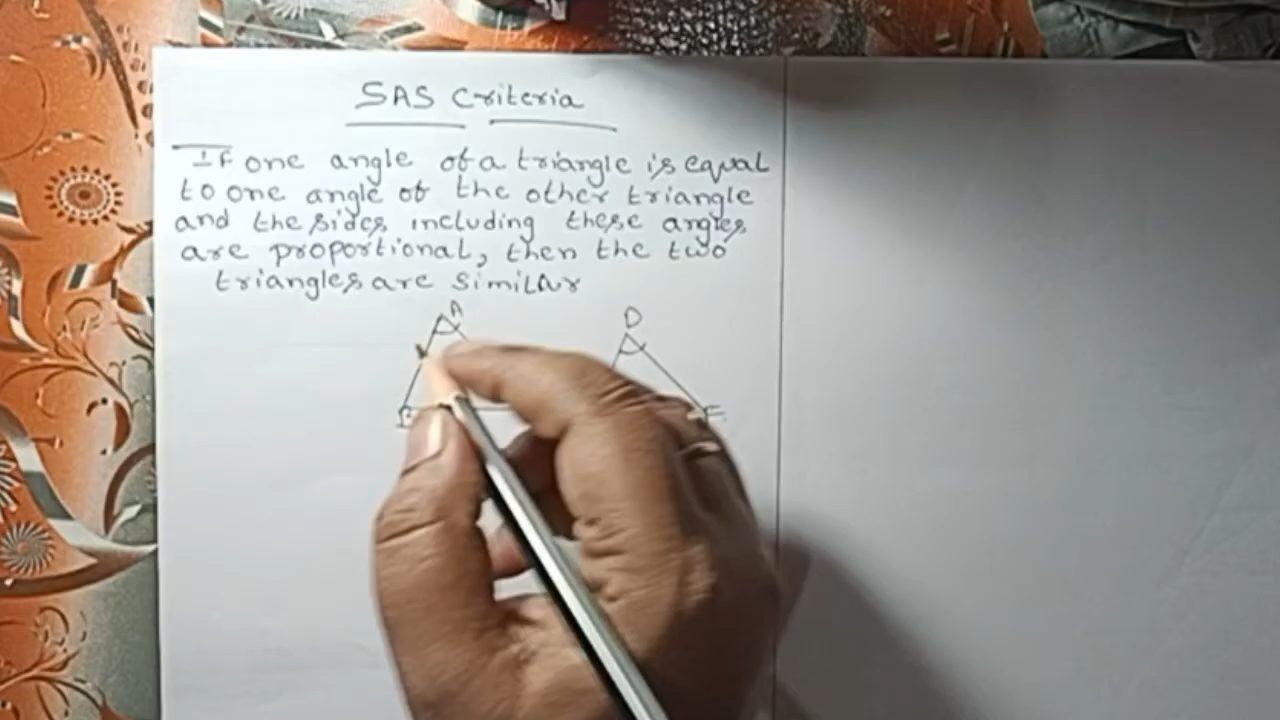 SAS Criteria
If one angle of a triangle is equal
to one angle of the other triangle
and the sides including these angles
are proportional, then the two
triangles are similar
A D
B F